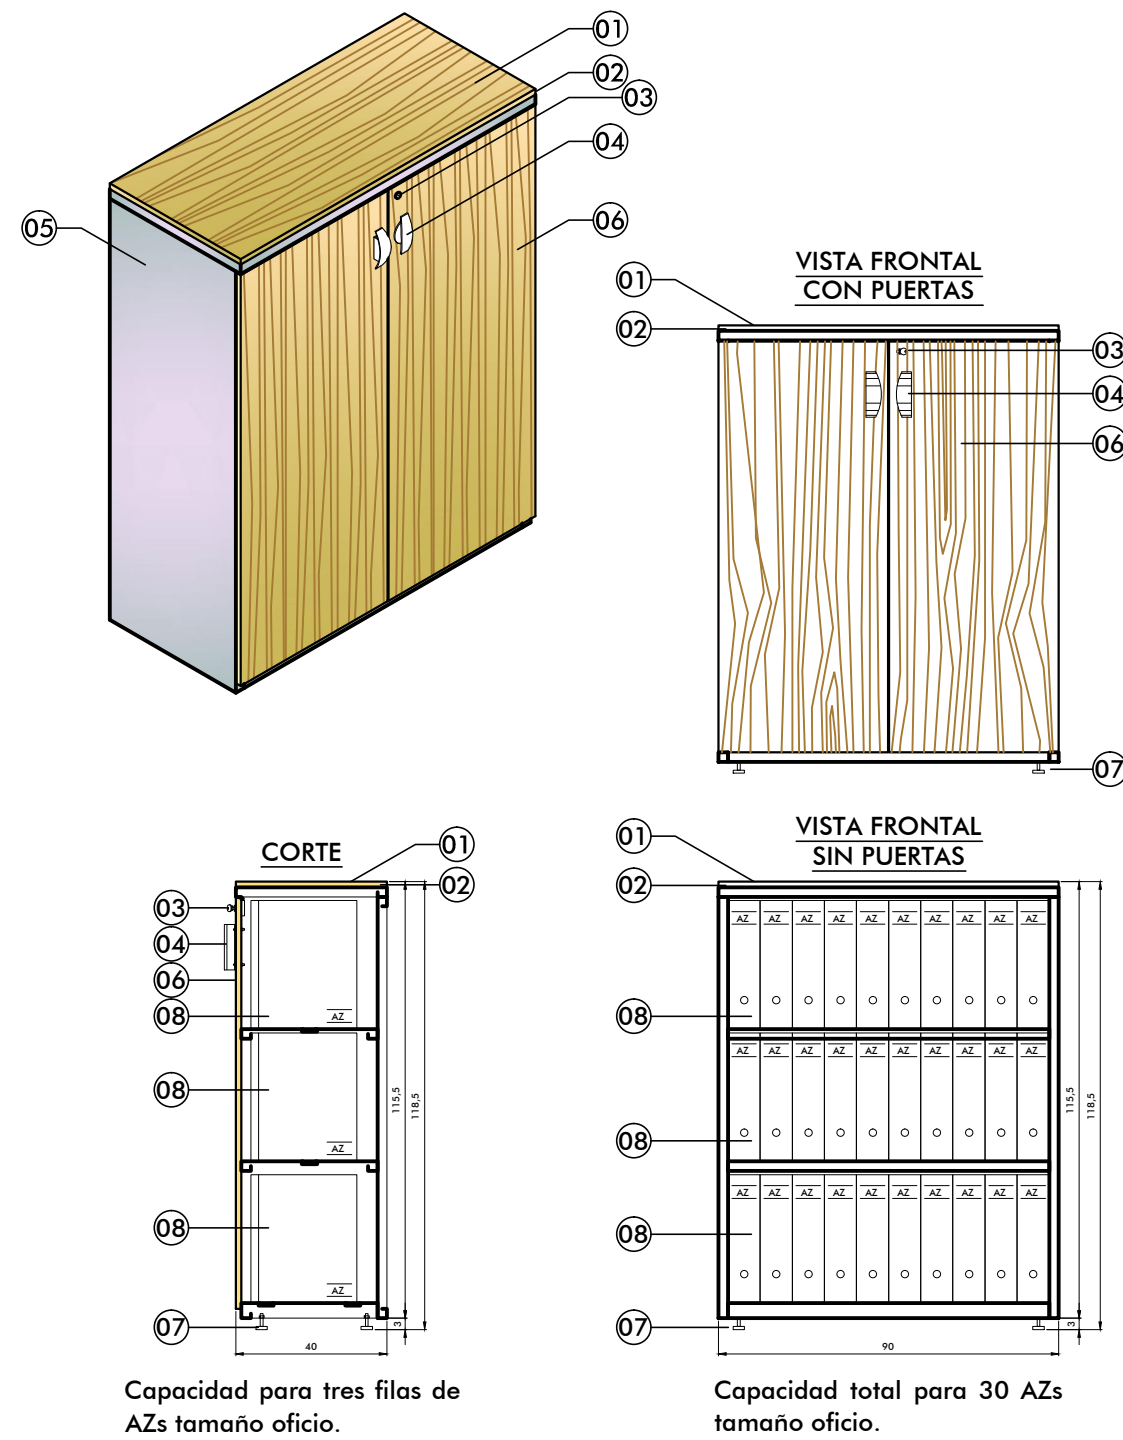 01
02
03
04
05
06
VISTA FRONTAL
CON PUERTAS
01
02
03
04
06
07
CORTE
01
02
03
04
06
08
AZ
08
AZ
08
AZ
07
115,5
118,5
3
40
Capacidad para tres filas de
AZs tamaño oficio.
VISTA FRONTAL
SIN PUERTAS
01
02
AZ AZ AZ AZ AZ AZ AZ AZ AZ AZ
08
AZ AZ AZ AZ AZ AZ AZ AZ AZ AZ
08
AZ AZ AZ AZ AZ AZ AZ AZ AZ AZ
08
07
115,5
118,5
3
90
Capacidad total para 30 AZs
tamaño oficio.